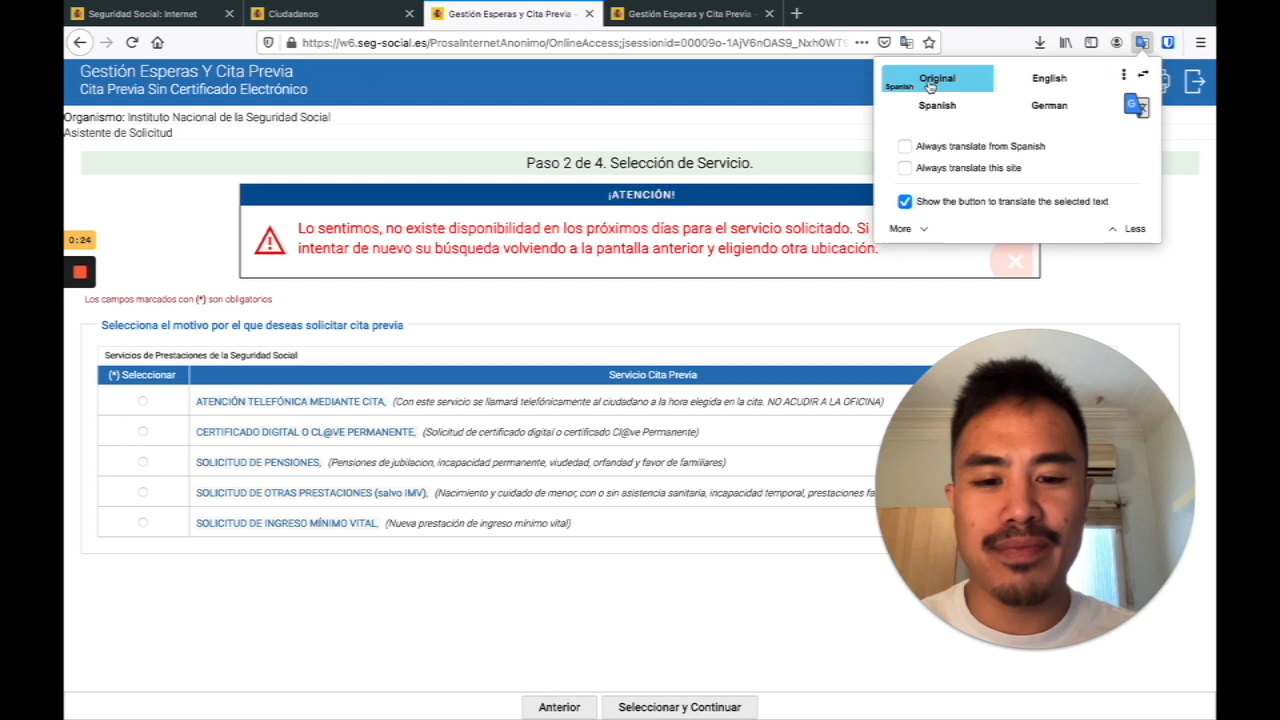 Seguridad Social: Internet
Ciudadanos
Gestión Esperas y Cita Previa -
Gestión Esperas y Cita Previa -
https://w6.seg-social.es/ProsaInternetAnonimo/OnlineAccess;jsessionid=00009o-1AjV6nOAS9_Nxh0WT9
Gestión Esperas Y Cita Previa
Cita Previa Sin Certificado Electrónico
Original
Spanish
English
Spanish
German
Always translate from Spanish
Always translate this site
Show the button to translate the selected text
More
Less
Organismo: Instituto Nacional de la Seguridad Social
Asistente de Solicitud
Paso 2 de 4. Selección de Servicio.
¡ATENCIÓN!
Lo sentimos, no existe disponibilidad en los próximos días para el servicio solicitado. Si
intentar de nuevo su búsqueda volviendo a la pantalla anterior y eligiendo otra ubicación.
0:24
Los campos marcados con (*) son obligatorios
Selecciona el motivo por el que deseas solicitar cita previa
Servicios de Prestaciones de la Seguridad Social
(*) Seleccionar
Servicio Cita Previa
ATENCIÓN TELEFÓNICA MEDIANTE CITA, (Con este servicio se llamará telefónicamente al ciudadano a la hora elegida en la cita. NO ACUDIR A LA OFICINA)
CERTIFICADO DIGITAL O CL@VE PERMANENTE, (Solicitud de certificado digital o certificado Cl@ve Permanente)
SOLICITUD DE PENSIONES, (Pensiones de jubilacion, incapacidad permanente, viudedad, orfandad y favor de familiares)
SOLICITUD DE OTRAS PRESTACIONES (salvo IMV), (Nacimiento y cuidado de menor, con o sin asistencia sanitaria, incapacidad temporal, prestaciones fa
SOLICITUD DE INGRESO MÍNIMO VITAL, (Nueva prestación de ingreso mínimo vital)
Anterior
Seleccionar y Continuar